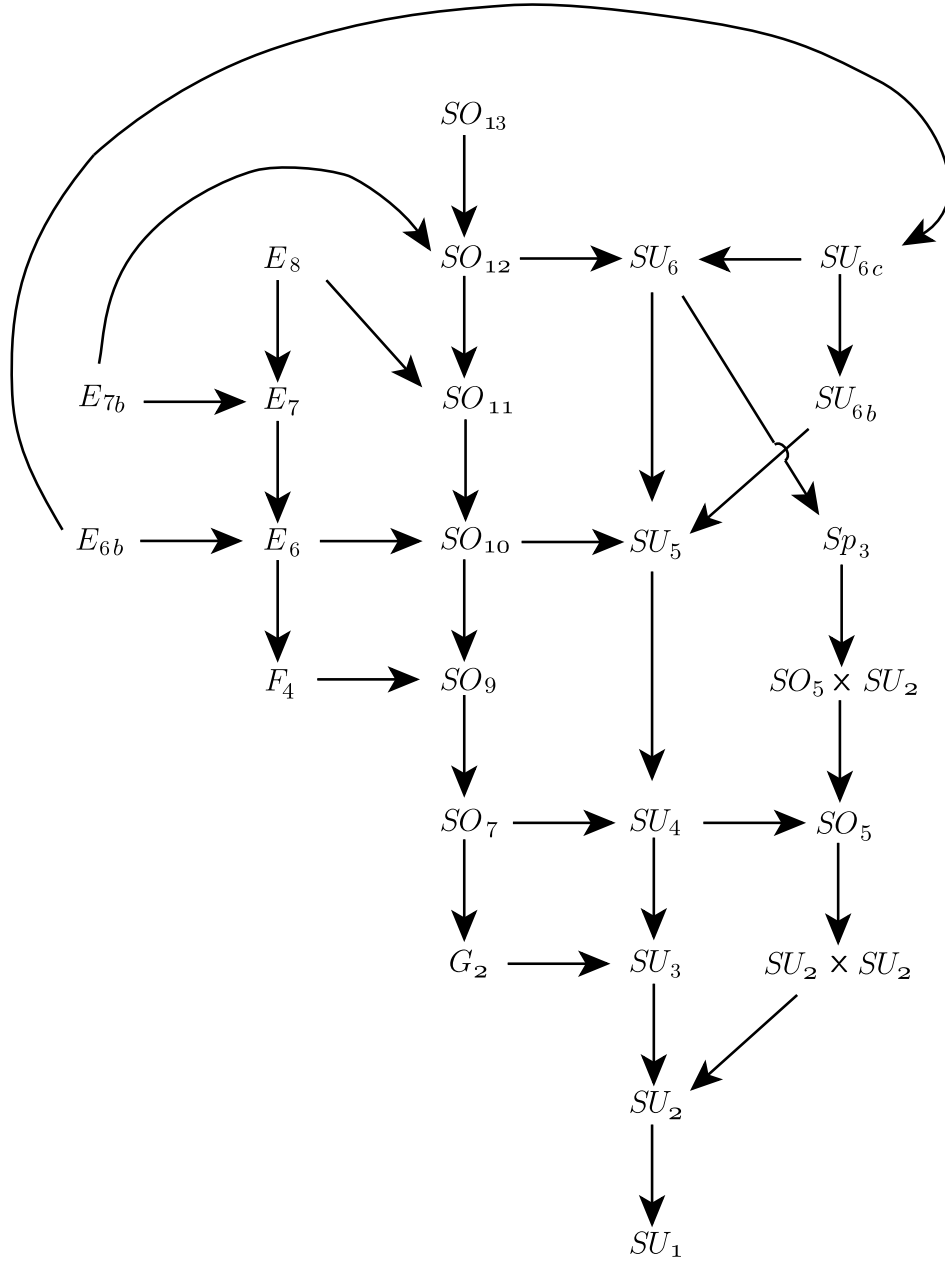 SO₁₃
E₈ SO₁₂ SU₆ SU₆c
E₇b E₇ SO₁₁ SU₆b
E₆b E₆ SO₁₀ SU₅ Sp₃
F₄ SO₉ SO₅ × SU₂
SO₇ SU₄ SO₅
G₂ SU₃ SU₂ × SU₂
SU₂
SU₁